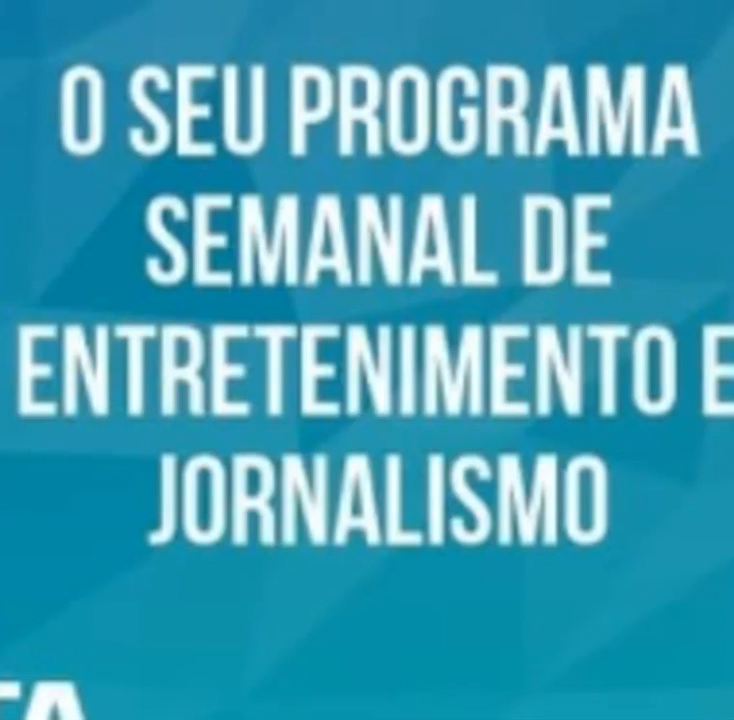 O SEU PROGRAMA
SEMANAL DE
ENTRETENIMENTO E
JORNALISMO